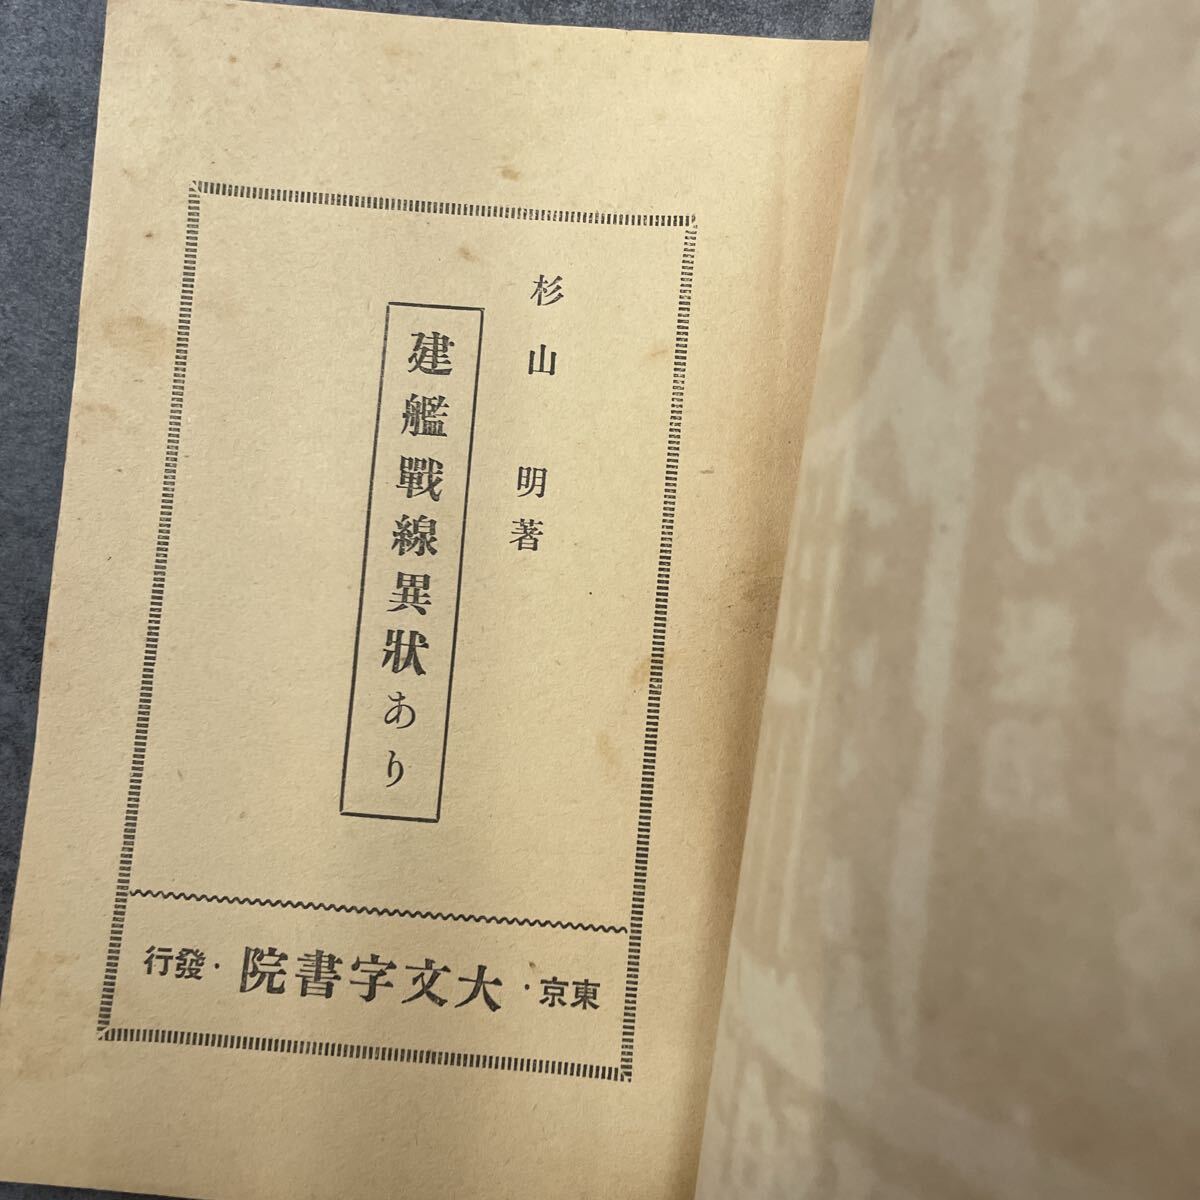 杉山明著
建艦戰線異狀あり
東京・大文字書院・發行